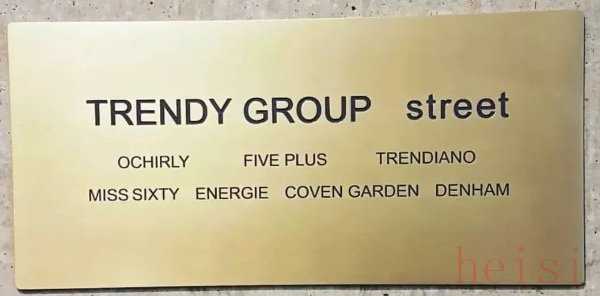 TRENDY GROUP street
OCHIRLY FIVE PLUS TRENDIANO
MISS SIXTY ENERGIE COVEN GARDEN DENHAM
heisi